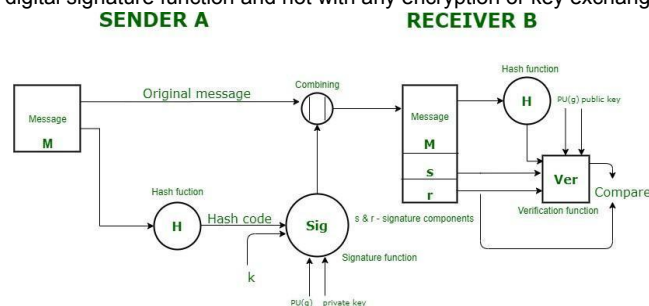 digital signature function and not with any encryption or key exchang
SENDER A
RECEIVER B
Hash function
Combining
Original message
H
PU(g) public key
Message
M
Message
M
s
r
Ver
Compare
Verification function
Hash fuction
H
Hash code
Sig
s & r - signature components
Signature function
k
PU(g) private key